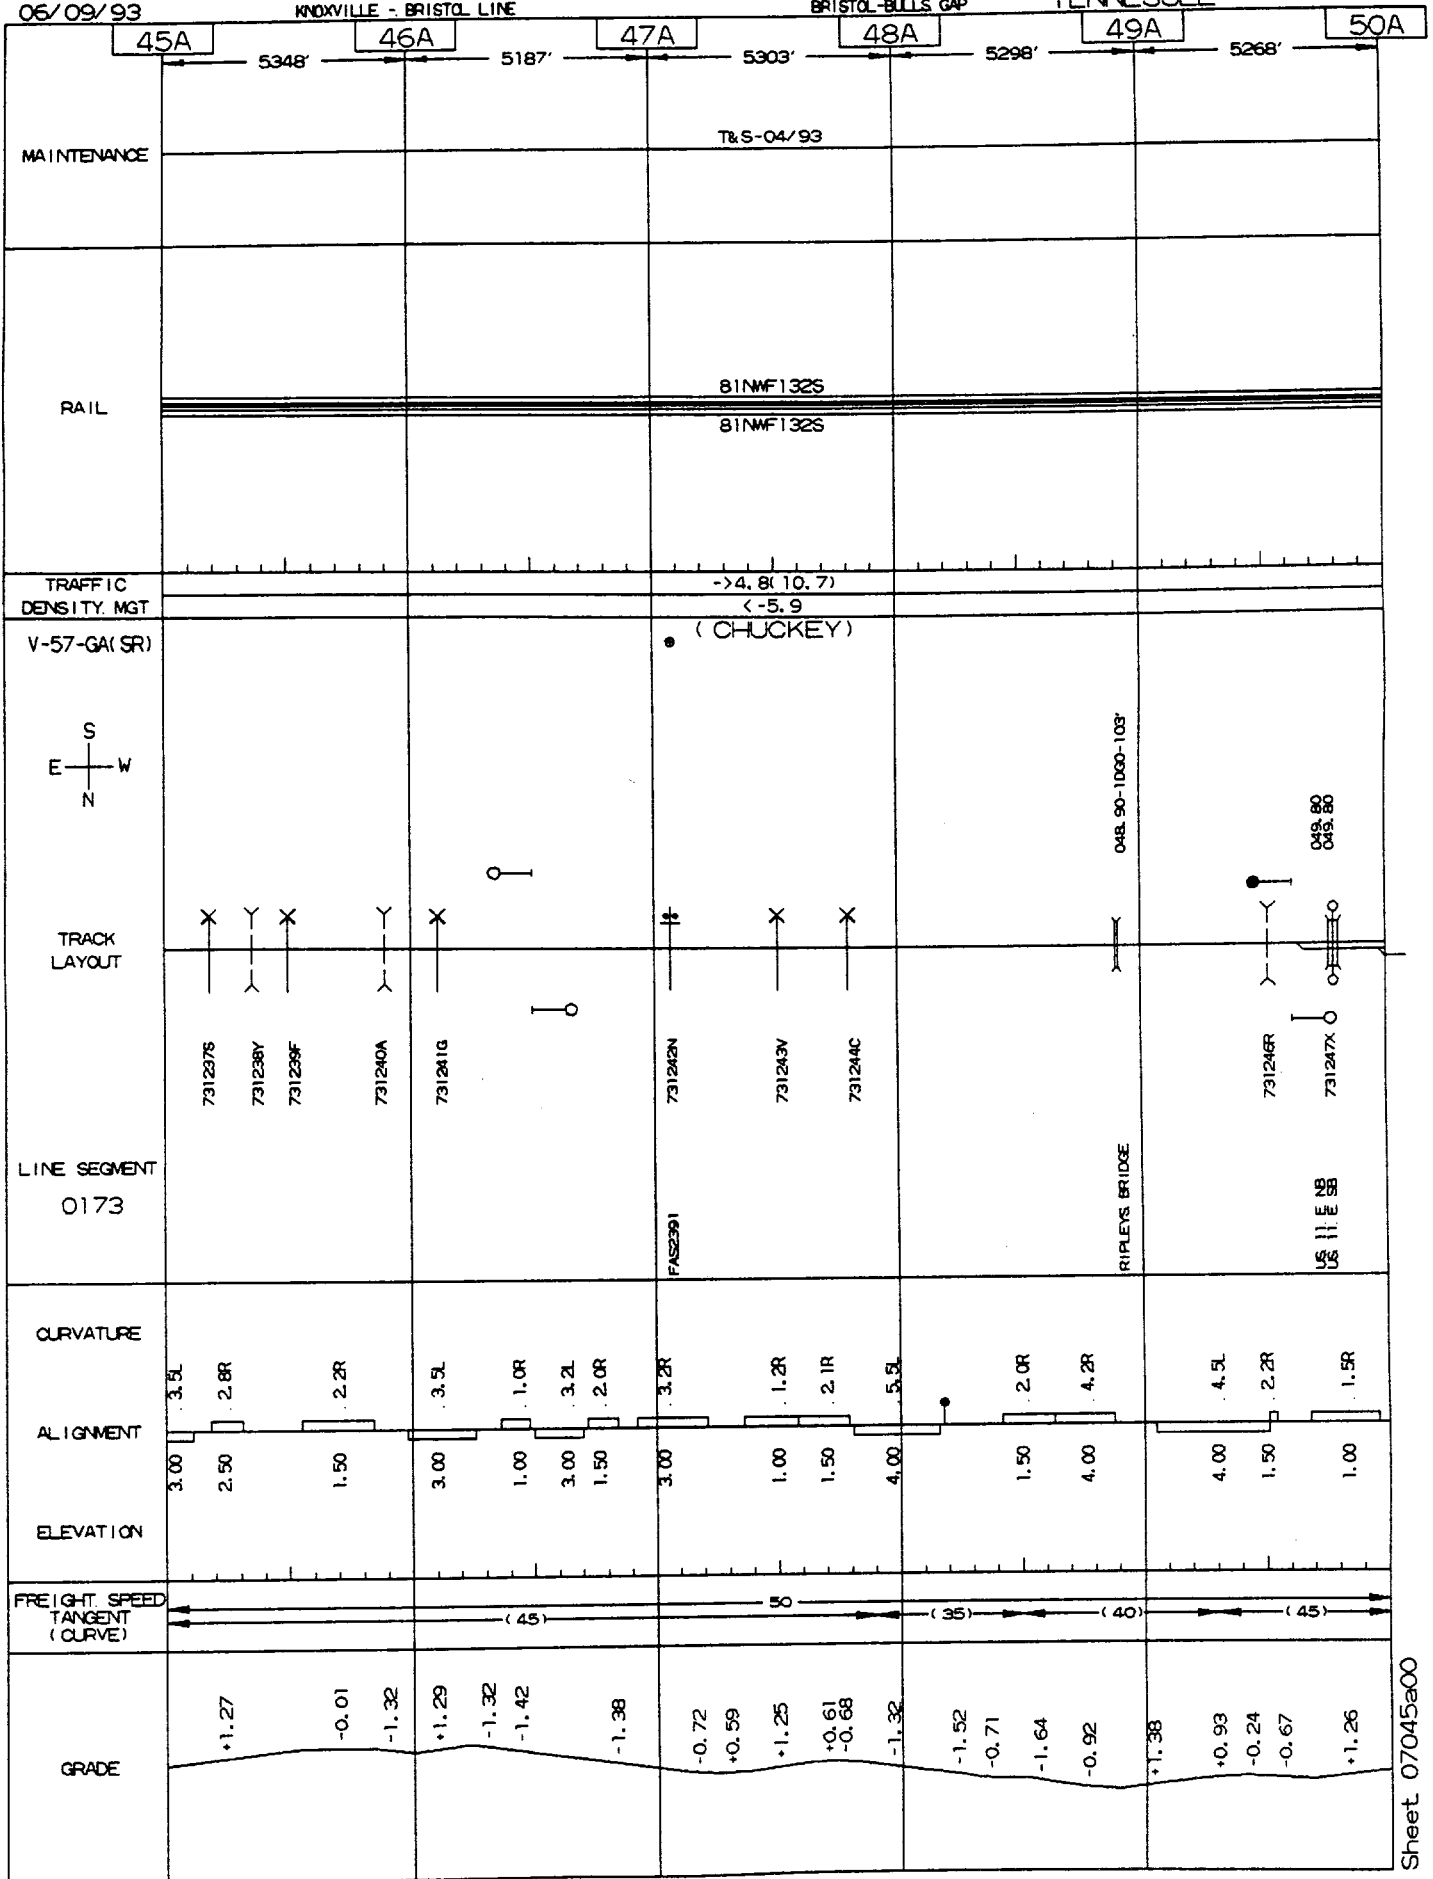 06/09/93 KNOXVILLE - BRISTOL LINE BRISTOL-BULLS GAP TENNESSEE
45A 46A 47A 48A 49A 50A
5348' 5187' 5303' 5298' 5268'
MAINTENANCE
T&S-04/93
RAIL
81NWF132S
81NWF132S
TRAFFIC
DENSITY. MGT
->4.8(10.7)
<-5.9
V-57-GA(SR)
(CHUCKEY)
S
E W
N
048.90-1DGO-103'
049.80
049.80
TRACK
LAYOUT
731237S
731238Y
731239F
731240A
731241G
731242N
731243V
731244C
731246R
731247X
LINE SEGMENT
0173
FAS2391
RIPLEYS BRIDGE
US 11 E NB
US 11 E SB
CURVATURE
3.5L 2.8R 2.2R 3.5L 1.0R 3.2L 2.0R 3.2R 1.2R 2.1R 5.5L 2.0R 4.2R 4.5L 2.2R 1.5R
ALIGNMENT
3.00 2.50 1.50 3.00 1.00 3.00 1.50 3.00 1.00 1.50 4.00 1.50 4.00 4.00 1.50 1.00
ELEVATION
FREIGHT. SPEED
TANGENT
(CURVE)
50
(45) (35) (40) (45)
GRADE
+1.27 -0.01 -1.32 +1.29 -1.32 -1.42 -1.38 -0.72 +0.59 +1.25 +0.61 -0.68 -1.32 -1.52 -0.71 -1.64 -0.92 +1.38 +0.93 -0.24 -0.67 +1.26
Sheet 07045a00